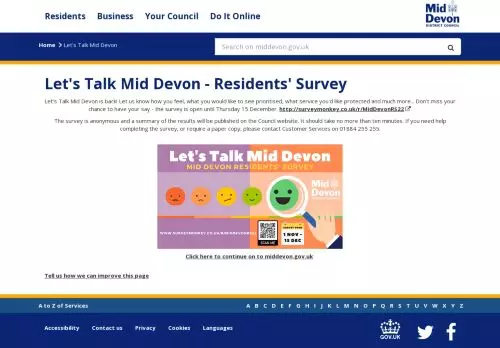 Residents Business Your Council Do It Online
Mid
Devon
DISTRICT COUNCIL
Home > Let's Talk Mid Devon
Search on middevon.gov.uk
Let's Talk Mid Devon - Residents' Survey
Let's Talk Mid Devon is back! Let us know how you feel, what you would like to see prioritised, what service you'd like protected and much more... Don't miss your
chance to have your say - the survey is open until Thursday 15 December. http://surveymonkey.co.uk/r/MidDevonRS22
The survey is anonymous and a summary of the results will be published on the Council website. It should take no more than ten minutes. If you need help
completing the survey, or require a paper copy, please contact Customer Services on 01884 255 255.
Let's Talk Mid Devon
MID DEVON RESIDENTS' SURVEY
Mid
Devon
1 NOV -
15 DEC
SCAN ME
Click here to continue on to middevon.gov.uk
Tell us how we can improve this page
A to Z of Services
A B C D E F G H I J K L M N O P Q R S T U V W X Y Z
Accessibility Contact us Privacy Cookies Languages
GOV.UK